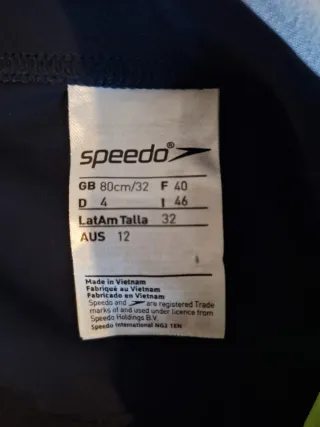 speedo®
GB 80cm/32 F 40
D 4 I 46
LatAm Talla 32
AUS 12
Made in Vietnam
Fabriqué au Vietnam
Fabricado en Vietnam
Speedo and are registered Trade
marks of and used under licence from
Speedo Holdings B.V.
Speedo International NG2 1EN